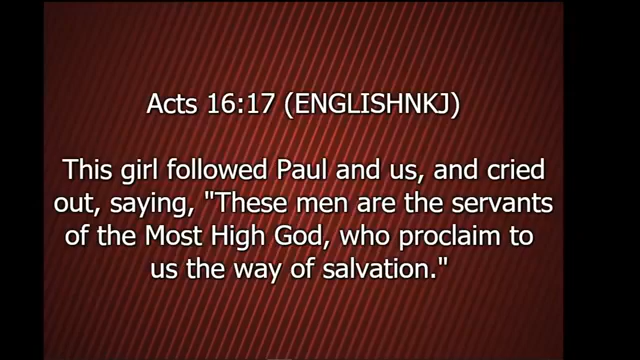 Acts 16:17 (ENGLISHNKJ)
This girl followed Paul and us, and cried
out, saying, "These men are the servants
of the Most High God, who proclaim to
us the way of salvation."